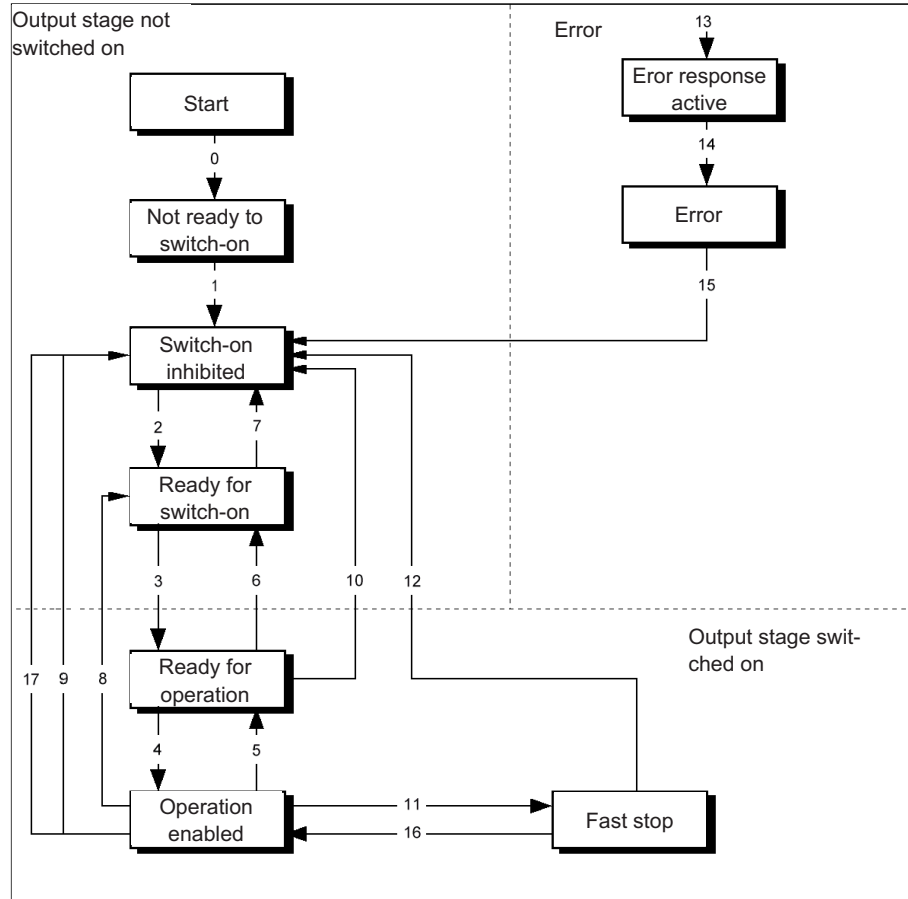 Output stage not
switched on
Start
0
Not ready to
switch-on
1
Switch-on
inhibited
2
7
Ready for
switch-on
3
6
10
12
Ready for
operation
17
9
8
4
5
Operation
enabled
11
16
Fast stop
Output stage swit-
ched on
Error
13
Eror response
active
14
Error
15